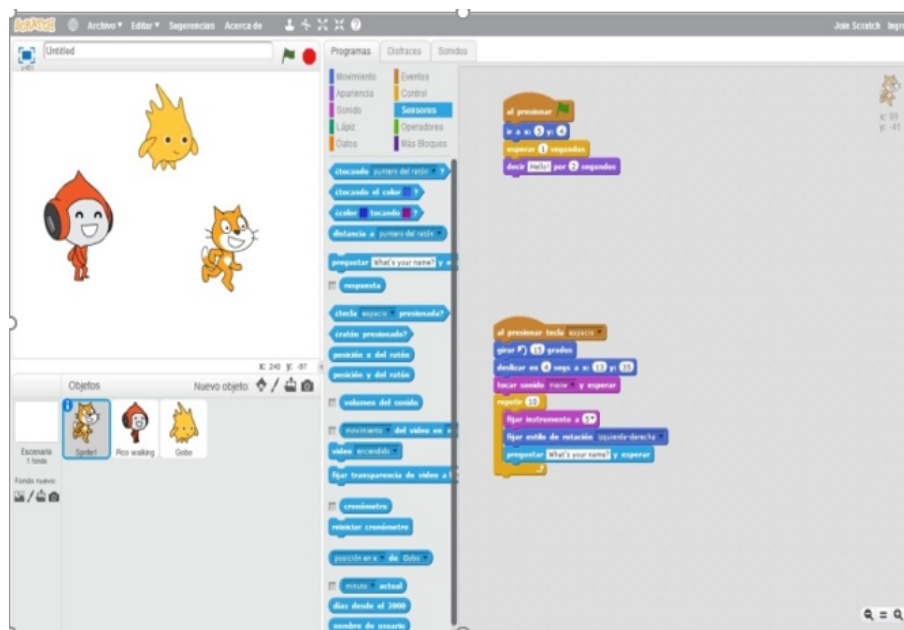 SCRATCH Archivo Editar Sugerencias Acerca de Join Scratch
Untitled
Programas Disfraces Sonidos
Movimiento Eventos
Apariencia Control
Sonido Sensores
Lápiz Operadores
Datos Más Bloques
¿tocando puntero del ratón ?
¿tocando el color ?
¿color tocando ?
distancia a puntero del ratón
preguntar What's your name? y
respuesta
¿tecla espacio presionada?
¿ratón presionado?
posición x del ratón
posición y del ratón
volumen del sonido
movimiento del video en
video encendido
fijar transparencia de video a
cronómetro
reiniciar cronómetro
posición en x de Gobo
minuto actual
días desde el 2000
nombre de usuario
al presionar
ir a x: 5 y: 4
esperar 1 segundos
decir Hello! por 2 segundos
al presionar tecla espacio
girar 15 grados
deslizar en 4 segs a x: 13 y: 35
tocar sonido meow y esperar
repetir 10
fijar instrumento a 5
fijar estilo de rotación izquierda-derecha
preguntar What's your name? y esperar
X: 240 y: -97
Objetos Nuevo objeto:
Escenario
1 fondo
Fondo nuevo:
Sprite1 Pico walking Gobo
y: -41